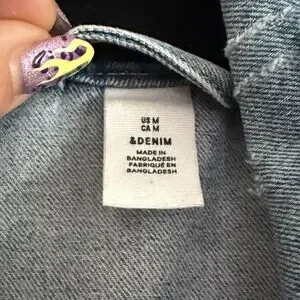 US M
CA M
&DENIM
MADE IN
BANGLADESH
FABRIQUÉ EN
BANGLADESH